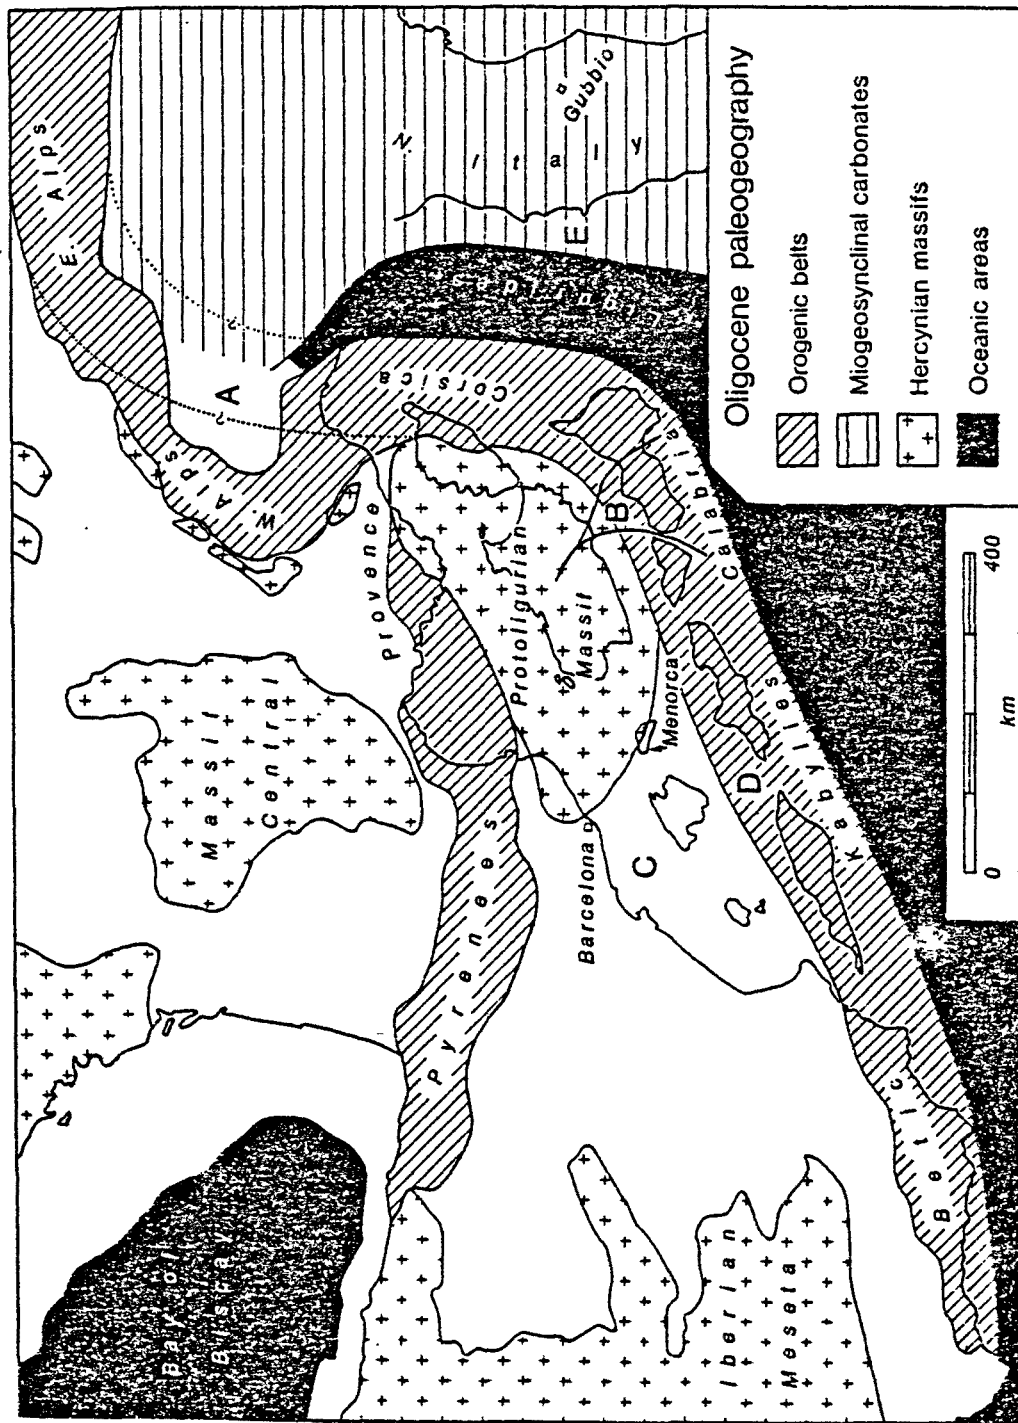 E. Alps
W. Alps
Bay of
Biscay
Massif
Central
A
?
?
Pyrenees
Provence
Corsica
N. Italy
Gubbio
E
Protoligurian
Massif
B
Barcelona
C
Menorca
D
Calabria
Kabylies
Betic
Iberian
Meseta
Oligocene paleogeography
Orogenic belts
Miogeosynclinal carbonates
Hercynian massifs
Oceanic areas
0 400
km